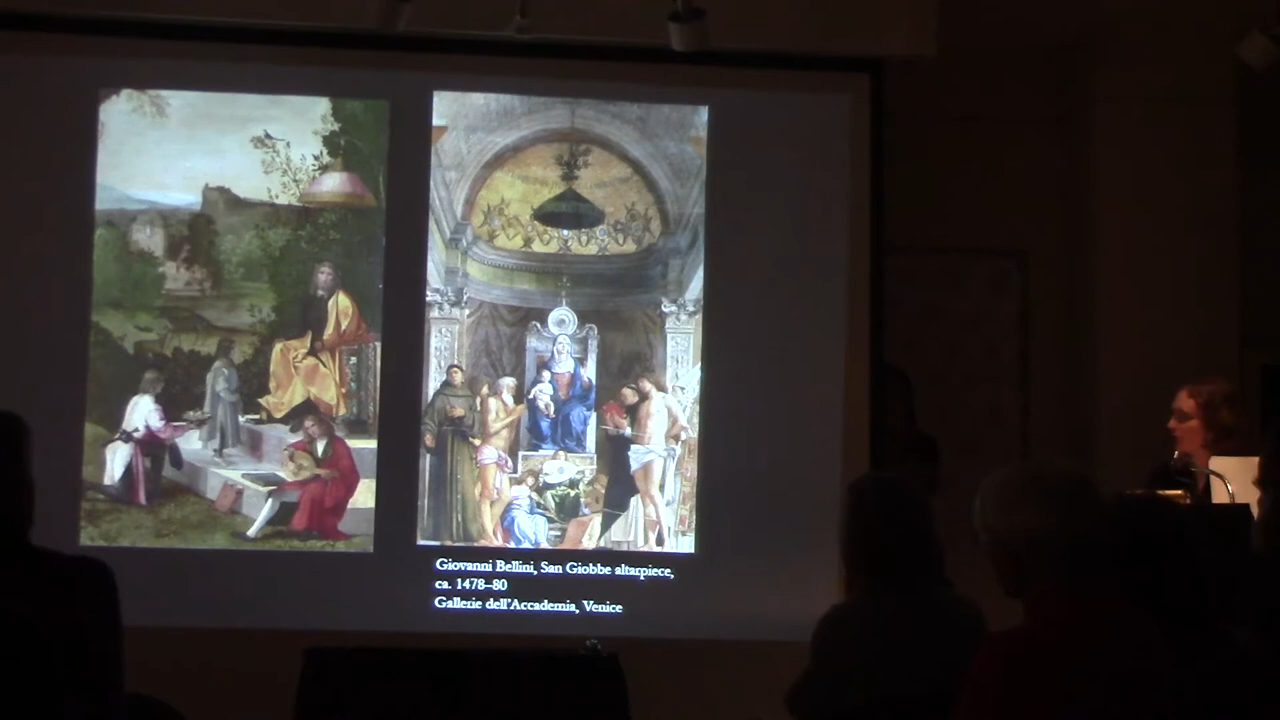 Giovanni Bellini, San Giobbe altarpiece,
ca. 1478–80
Gallerie dell'Accademia, Venice